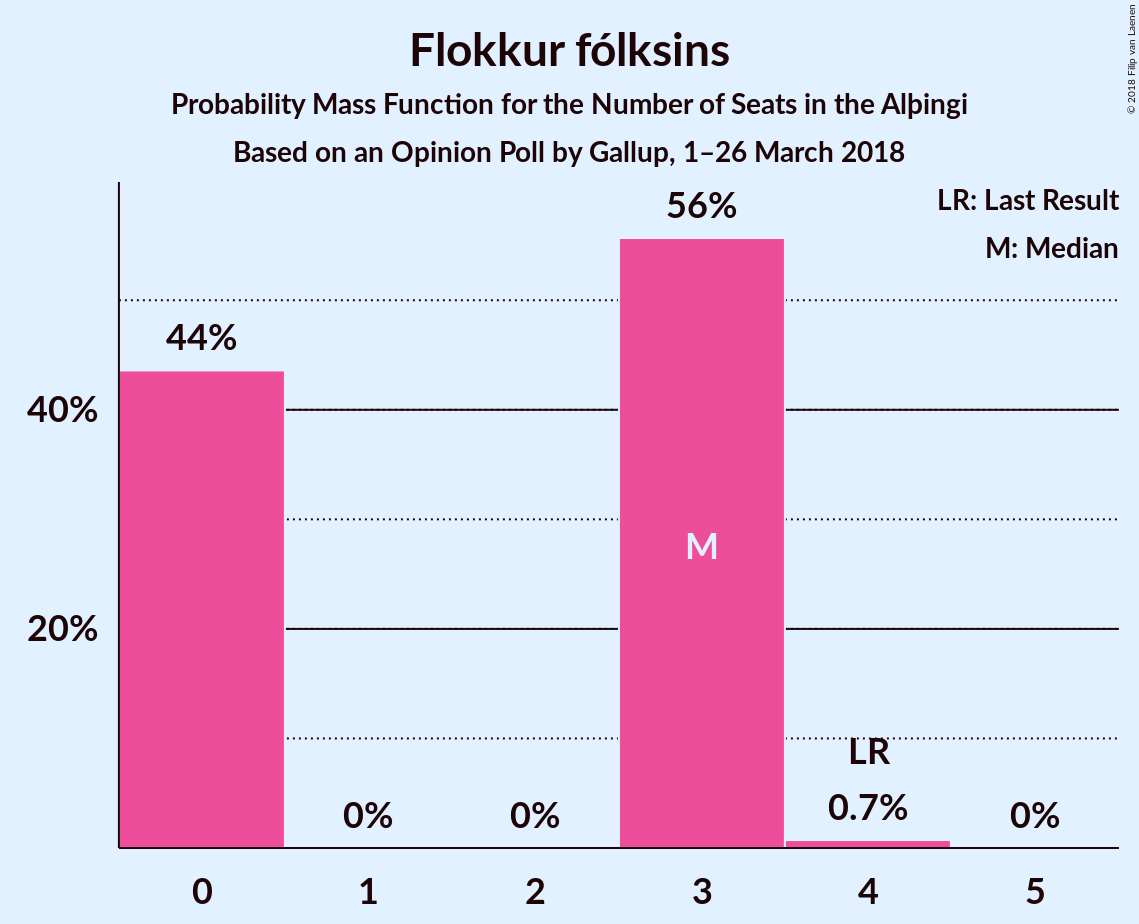 Flokkur fólksins
Probability Mass Function for the Number of Seats in the Alþingi
Based on an Opinion Poll by Gallup, 1–26 March 2018
© 2018 Filip van Laenen
LR: Last Result
M: Median
56%
44%
40%
M
20%
LR
0%
0%
0.7%
0%
0
1
2
3
4
5